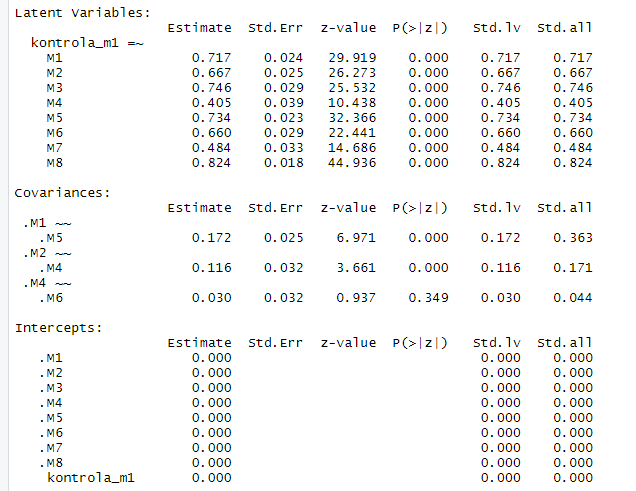 Latent Variables:
Estimate Std.Err z-value P(>|z|) Std.lv Std.all
kontrola_m1 =~
M1 0.717 0.024 29.919 0.000 0.717 0.717
M2 0.667 0.025 26.273 0.000 0.667 0.667
M3 0.746 0.029 25.532 0.000 0.746 0.746
M4 0.405 0.039 10.438 0.000 0.405 0.405
M5 0.734 0.023 32.366 0.000 0.734 0.734
M6 0.660 0.029 22.441 0.000 0.660 0.660
M7 0.484 0.033 14.686 0.000 0.484 0.484
M8 0.824 0.018 44.936 0.000 0.824 0.824
Covariances:
Estimate Std.Err z-value P(>|z|) Std.lv Std.all
.M1 ~~
.M5 0.172 0.025 6.971 0.000 0.172 0.363
.M2 ~~
.M4 0.116 0.032 3.661 0.000 0.116 0.171
.M4 ~~
.M6 0.030 0.032 0.937 0.349 0.030 0.044
Intercepts:
Estimate Std.Err z-value P(>|z|) Std.lv Std.all
.M1 0.000 0.000 0.000
.M2 0.000 0.000 0.000
.M3 0.000 0.000 0.000
.M4 0.000 0.000 0.000
.M5 0.000 0.000 0.000
.M6 0.000 0.000 0.000
.M7 0.000 0.000 0.000
.M8 0.000 0.000 0.000
kontrola_m1 0.000 0.000 0.000